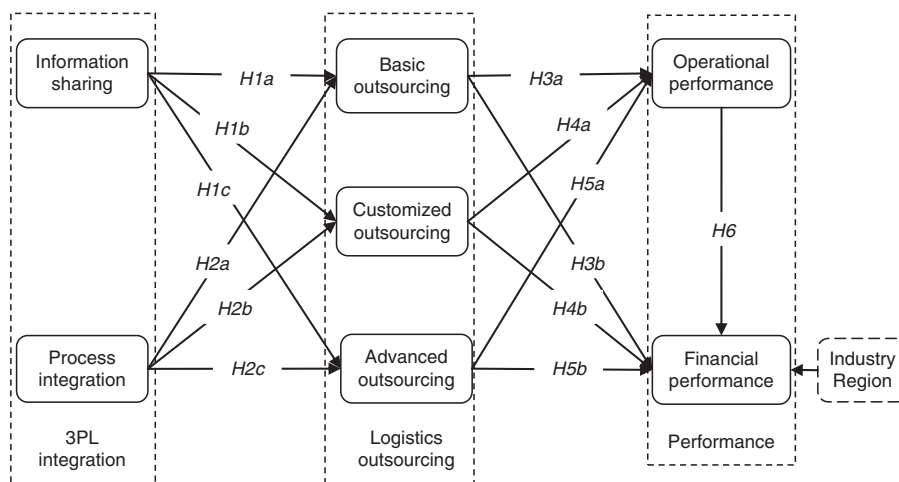 Information
sharing
Process
integration
3PL
integration
H1a
H1b
H1c
H2a
H2b
H2c
Basic
outsourcing
Customized
outsourcing
Advanced
outsourcing
Logistics
outsourcing
H3a
H4a
H5a
H3b
H4b
H5b
Operational
performance
H6
Financial
performance
Performance
Industry
Region